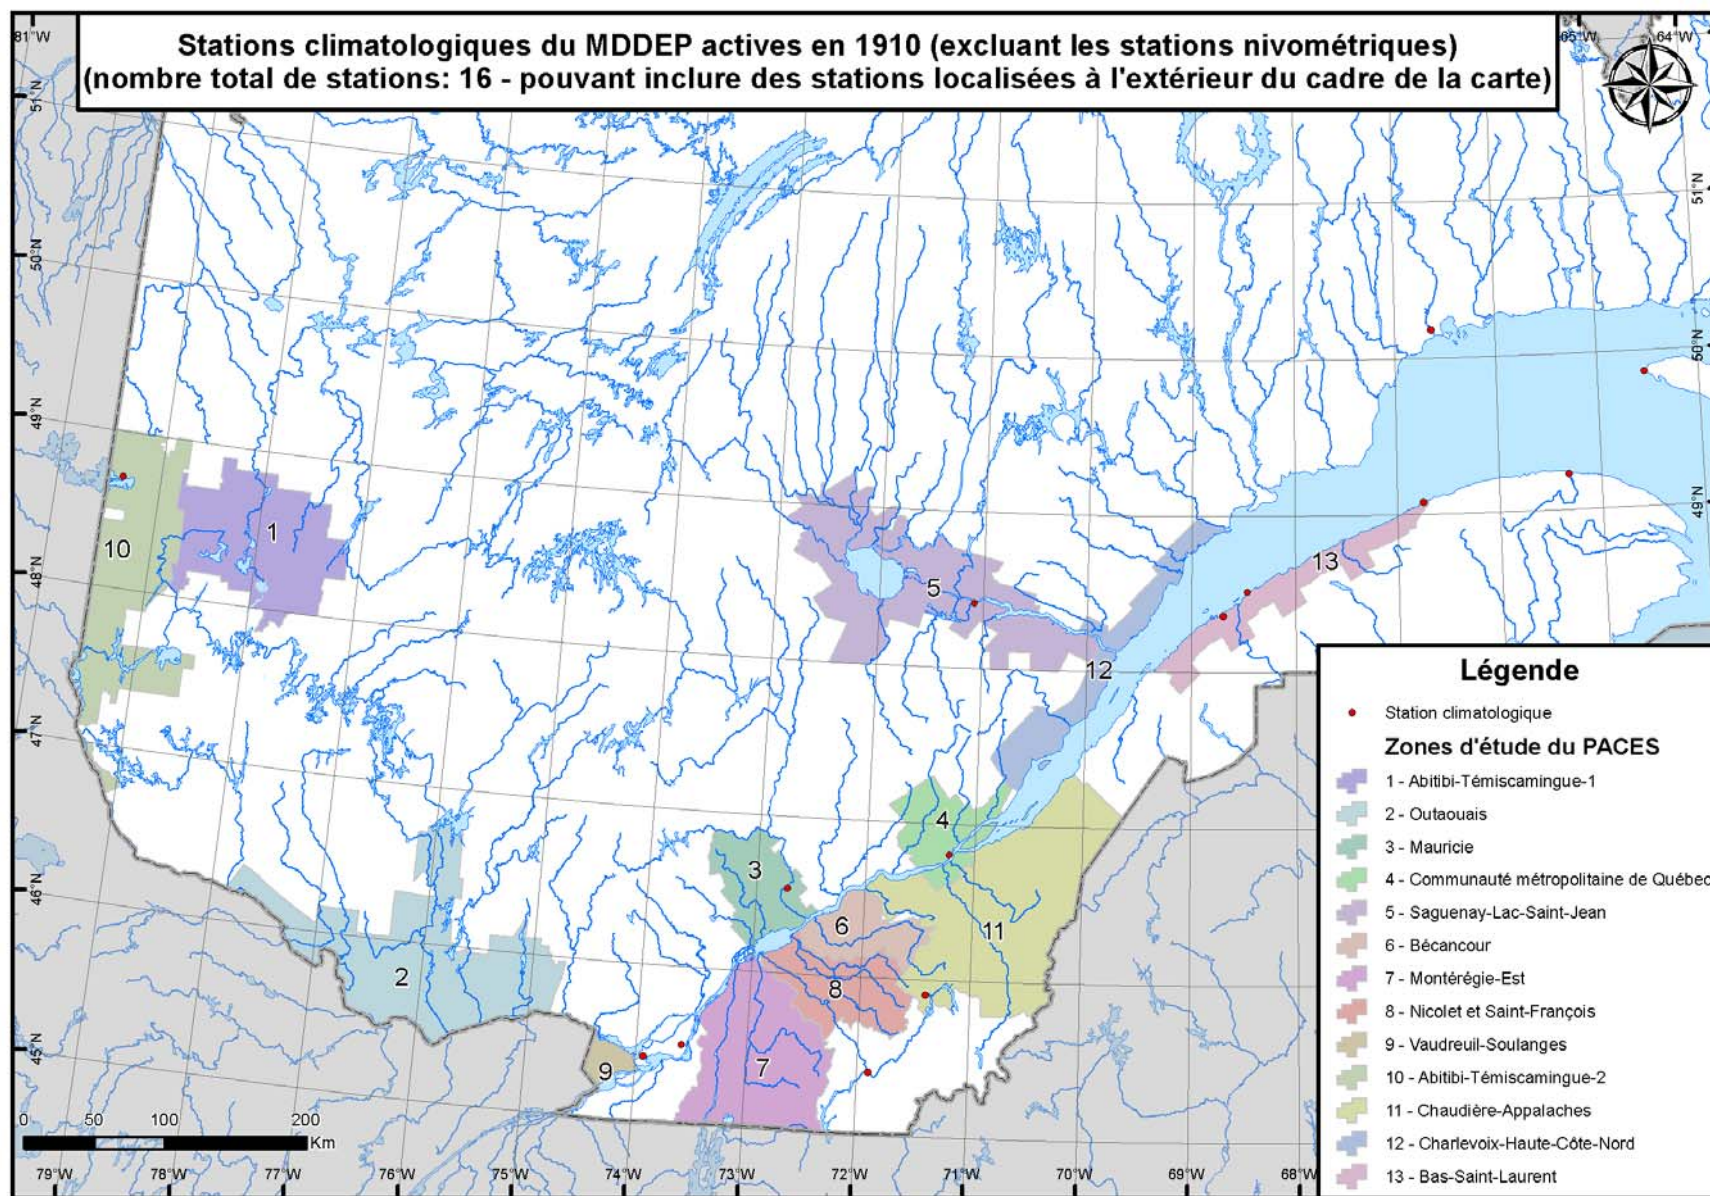 Stations climatologiques du MDDEP actives en 1910 (excluant les stations nivométriques)
(nombre total de stations: 16 - pouvant inclure des stations localisées à l'extérieur du cadre de la carte)
81°W
65°W
64°W
51°N
50°N
49°N
48°N
47°N
46°N
45°N
51°N
50°N
49°N
1
10
5
13
12
4
3
6
11
2
8
7
9
Légende
Station climatologique
Zones d'étude du PACES
1 - Abitibi-Témiscamingue-1
2 - Outaouais
3 - Mauricie
4 - Communauté métropolitaine de Québec
5 - Saguenay-Lac-Saint-Jean
6 - Bécancour
7 - Montérégie-Est
8 - Nicolet et Saint-François
9 - Vaudreuil-Soulanges
10 - Abitibi-Témiscamingue-2
11 - Chaudière-Appalaches
12 - Charlevoix-Haute-Côte-Nord
13 - Bas-Saint-Laurent
0 50 100 200
Km
79°W 78°W 77°W 76°W 75°W 74°W 73°W 72°W 71°W 70°W 69°W 68°W